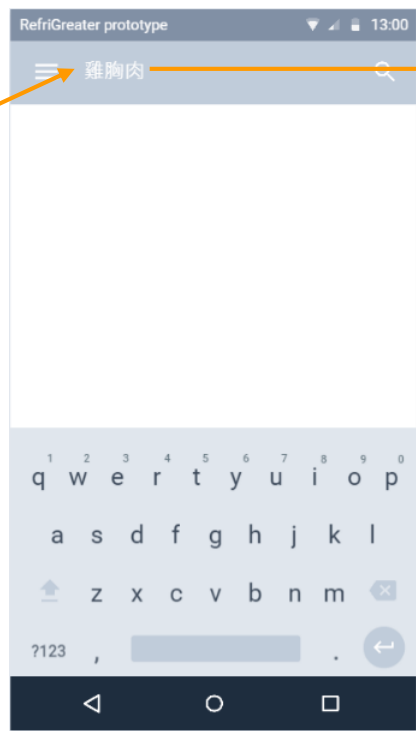 RefriGreater prototype 13:00
雞胸肉
1 2 3 4 5 6 7 8 9 0
q w e r t y u i o p
a s d f g h j k l
z x c v b n m
?123 , .